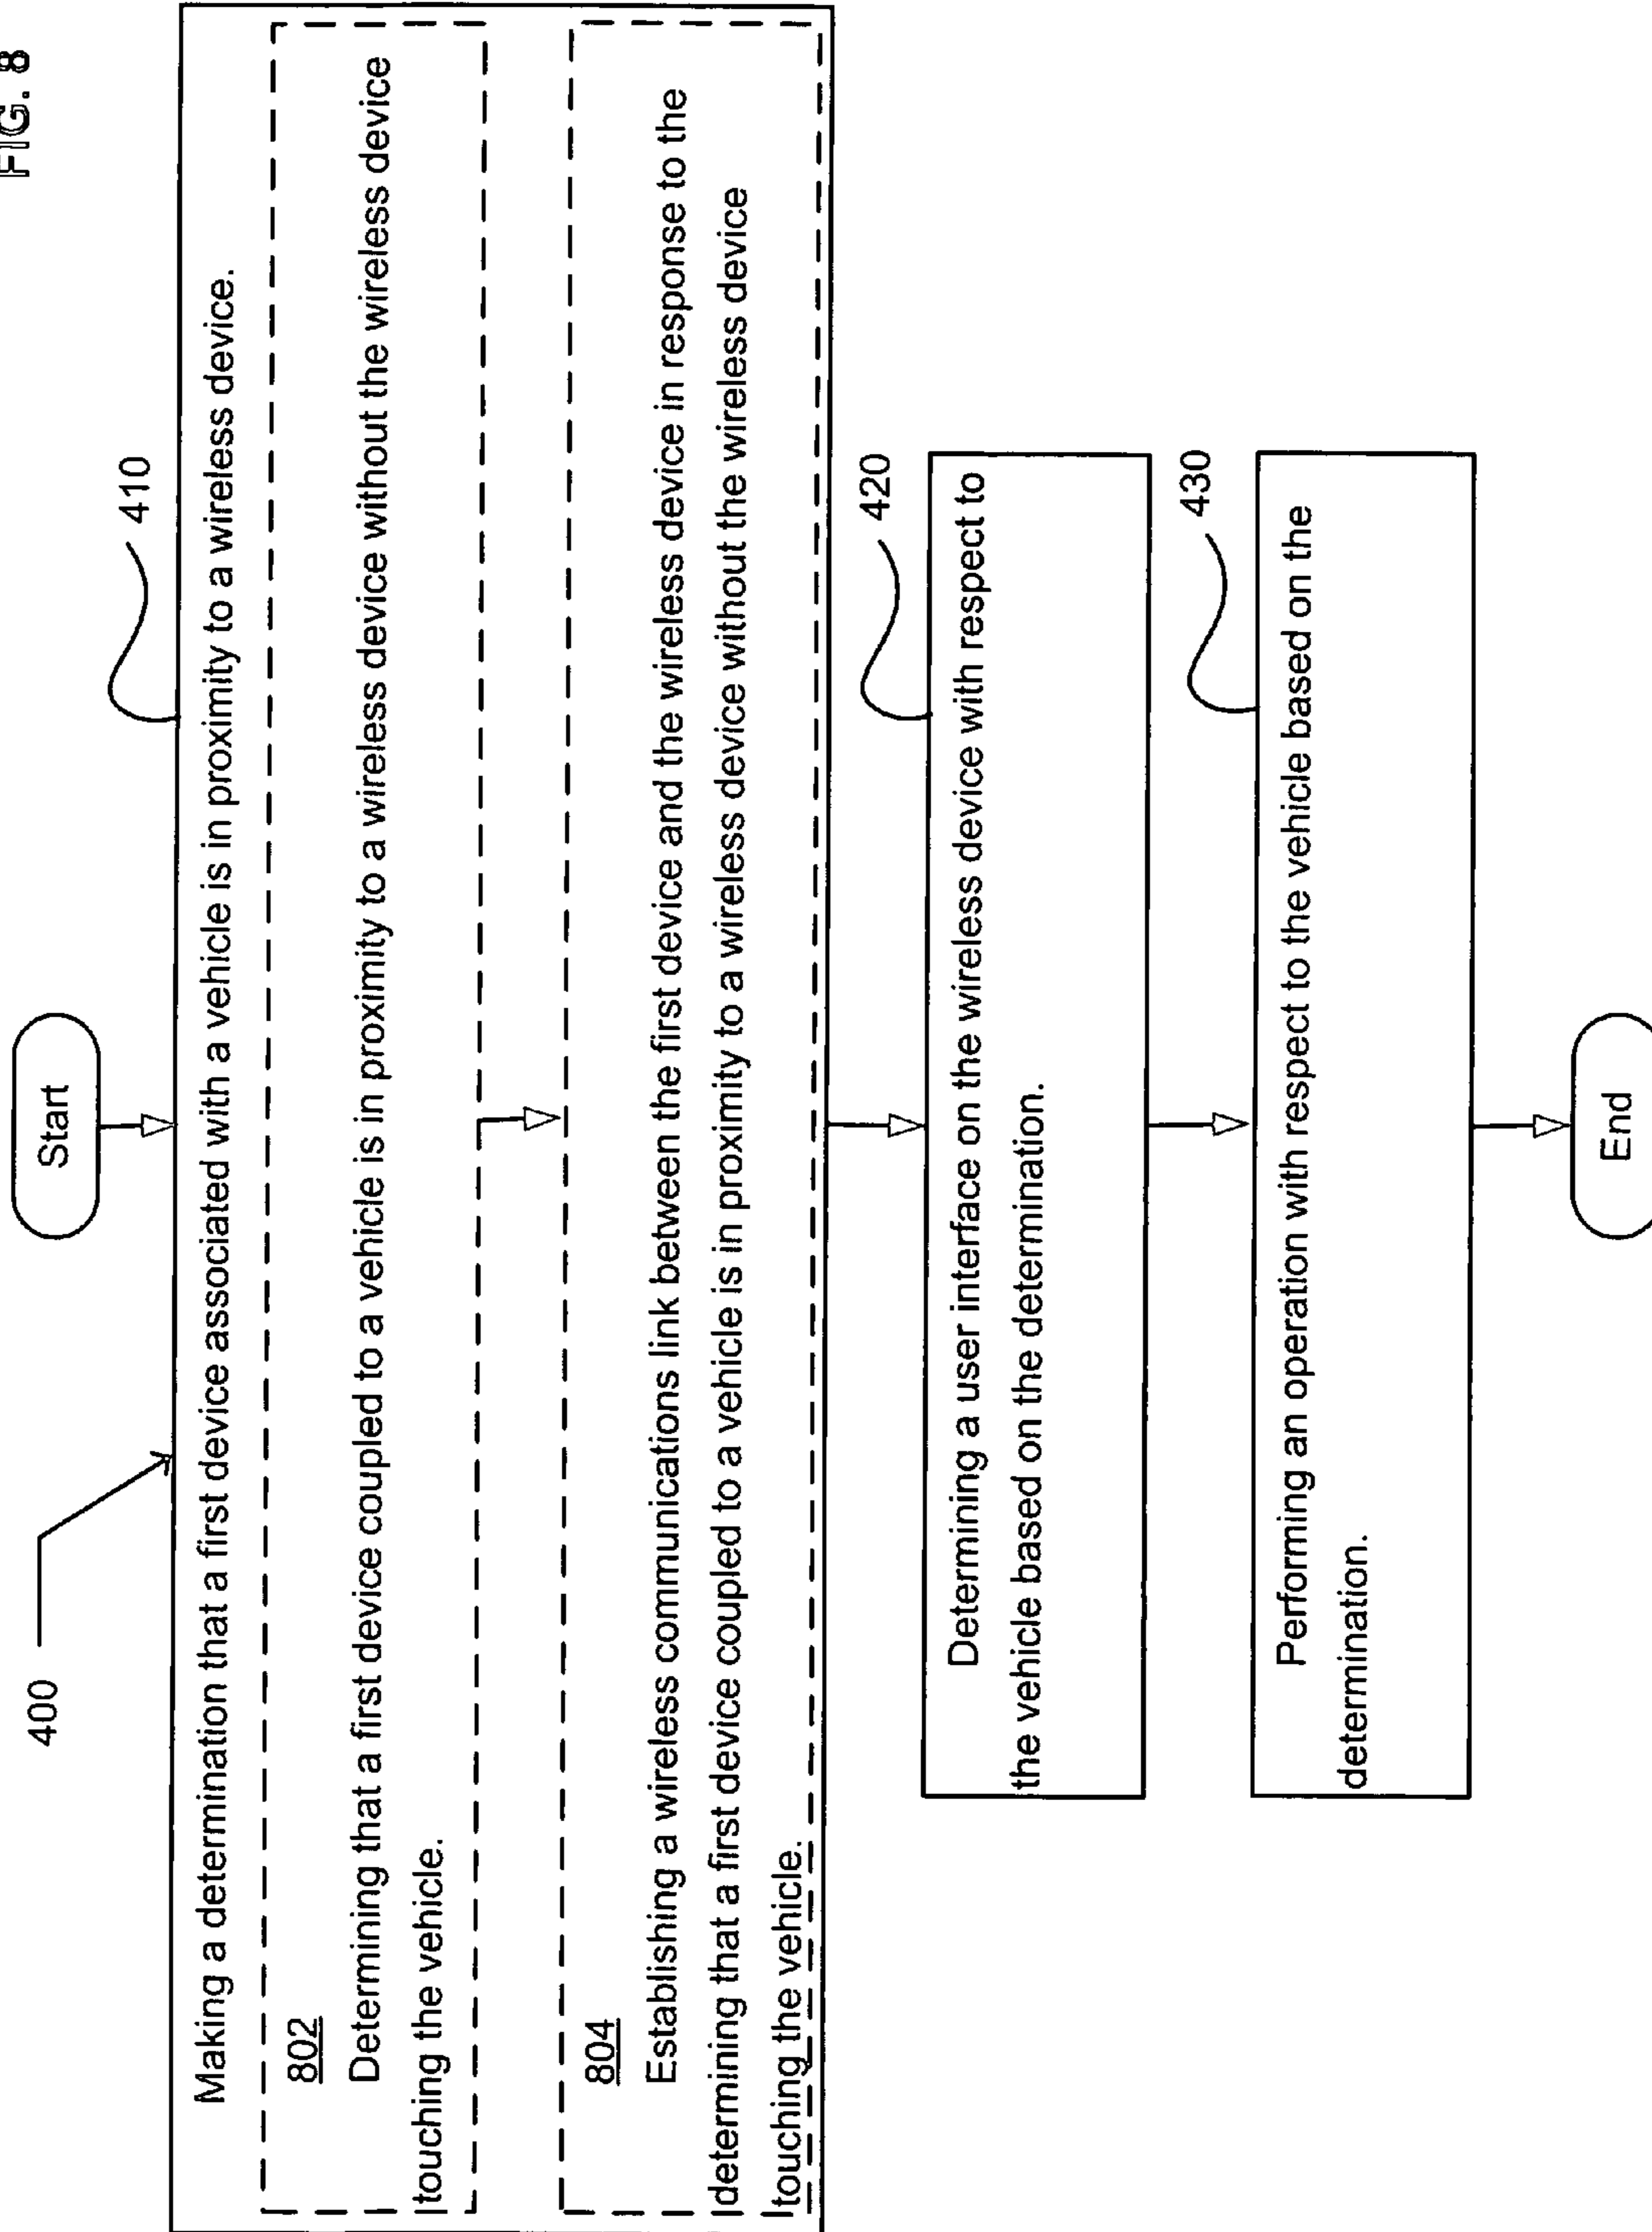 FIG. 8
400
Start
410
Making a determination that a first device associated with a vehicle is in proximity to a wireless device.
802
Determining that a first device coupled to a vehicle is in proximity to a wireless device without the wireless device
touching the vehicle.
804
Establishing a wireless communications link between the first device and the wireless device in response to the
determining that a first device coupled to a vehicle is in proximity to a wireless device without the wireless device
touching the vehicle.
420
Determining a user interface on the wireless device with respect to
the vehicle based on the determination.
430
Performing an operation with respect to the vehicle based on the
determination.
End